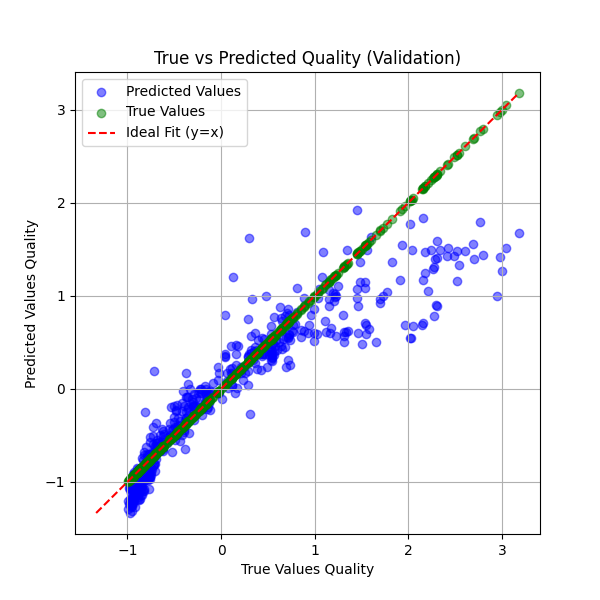 True vs Predicted Quality (Validation)
Predicted Values
True Values
Ideal Fit (y=x)
3
2
1
0
−1
Predicted Values Quality
−1 0 1 2 3
True Values Quality